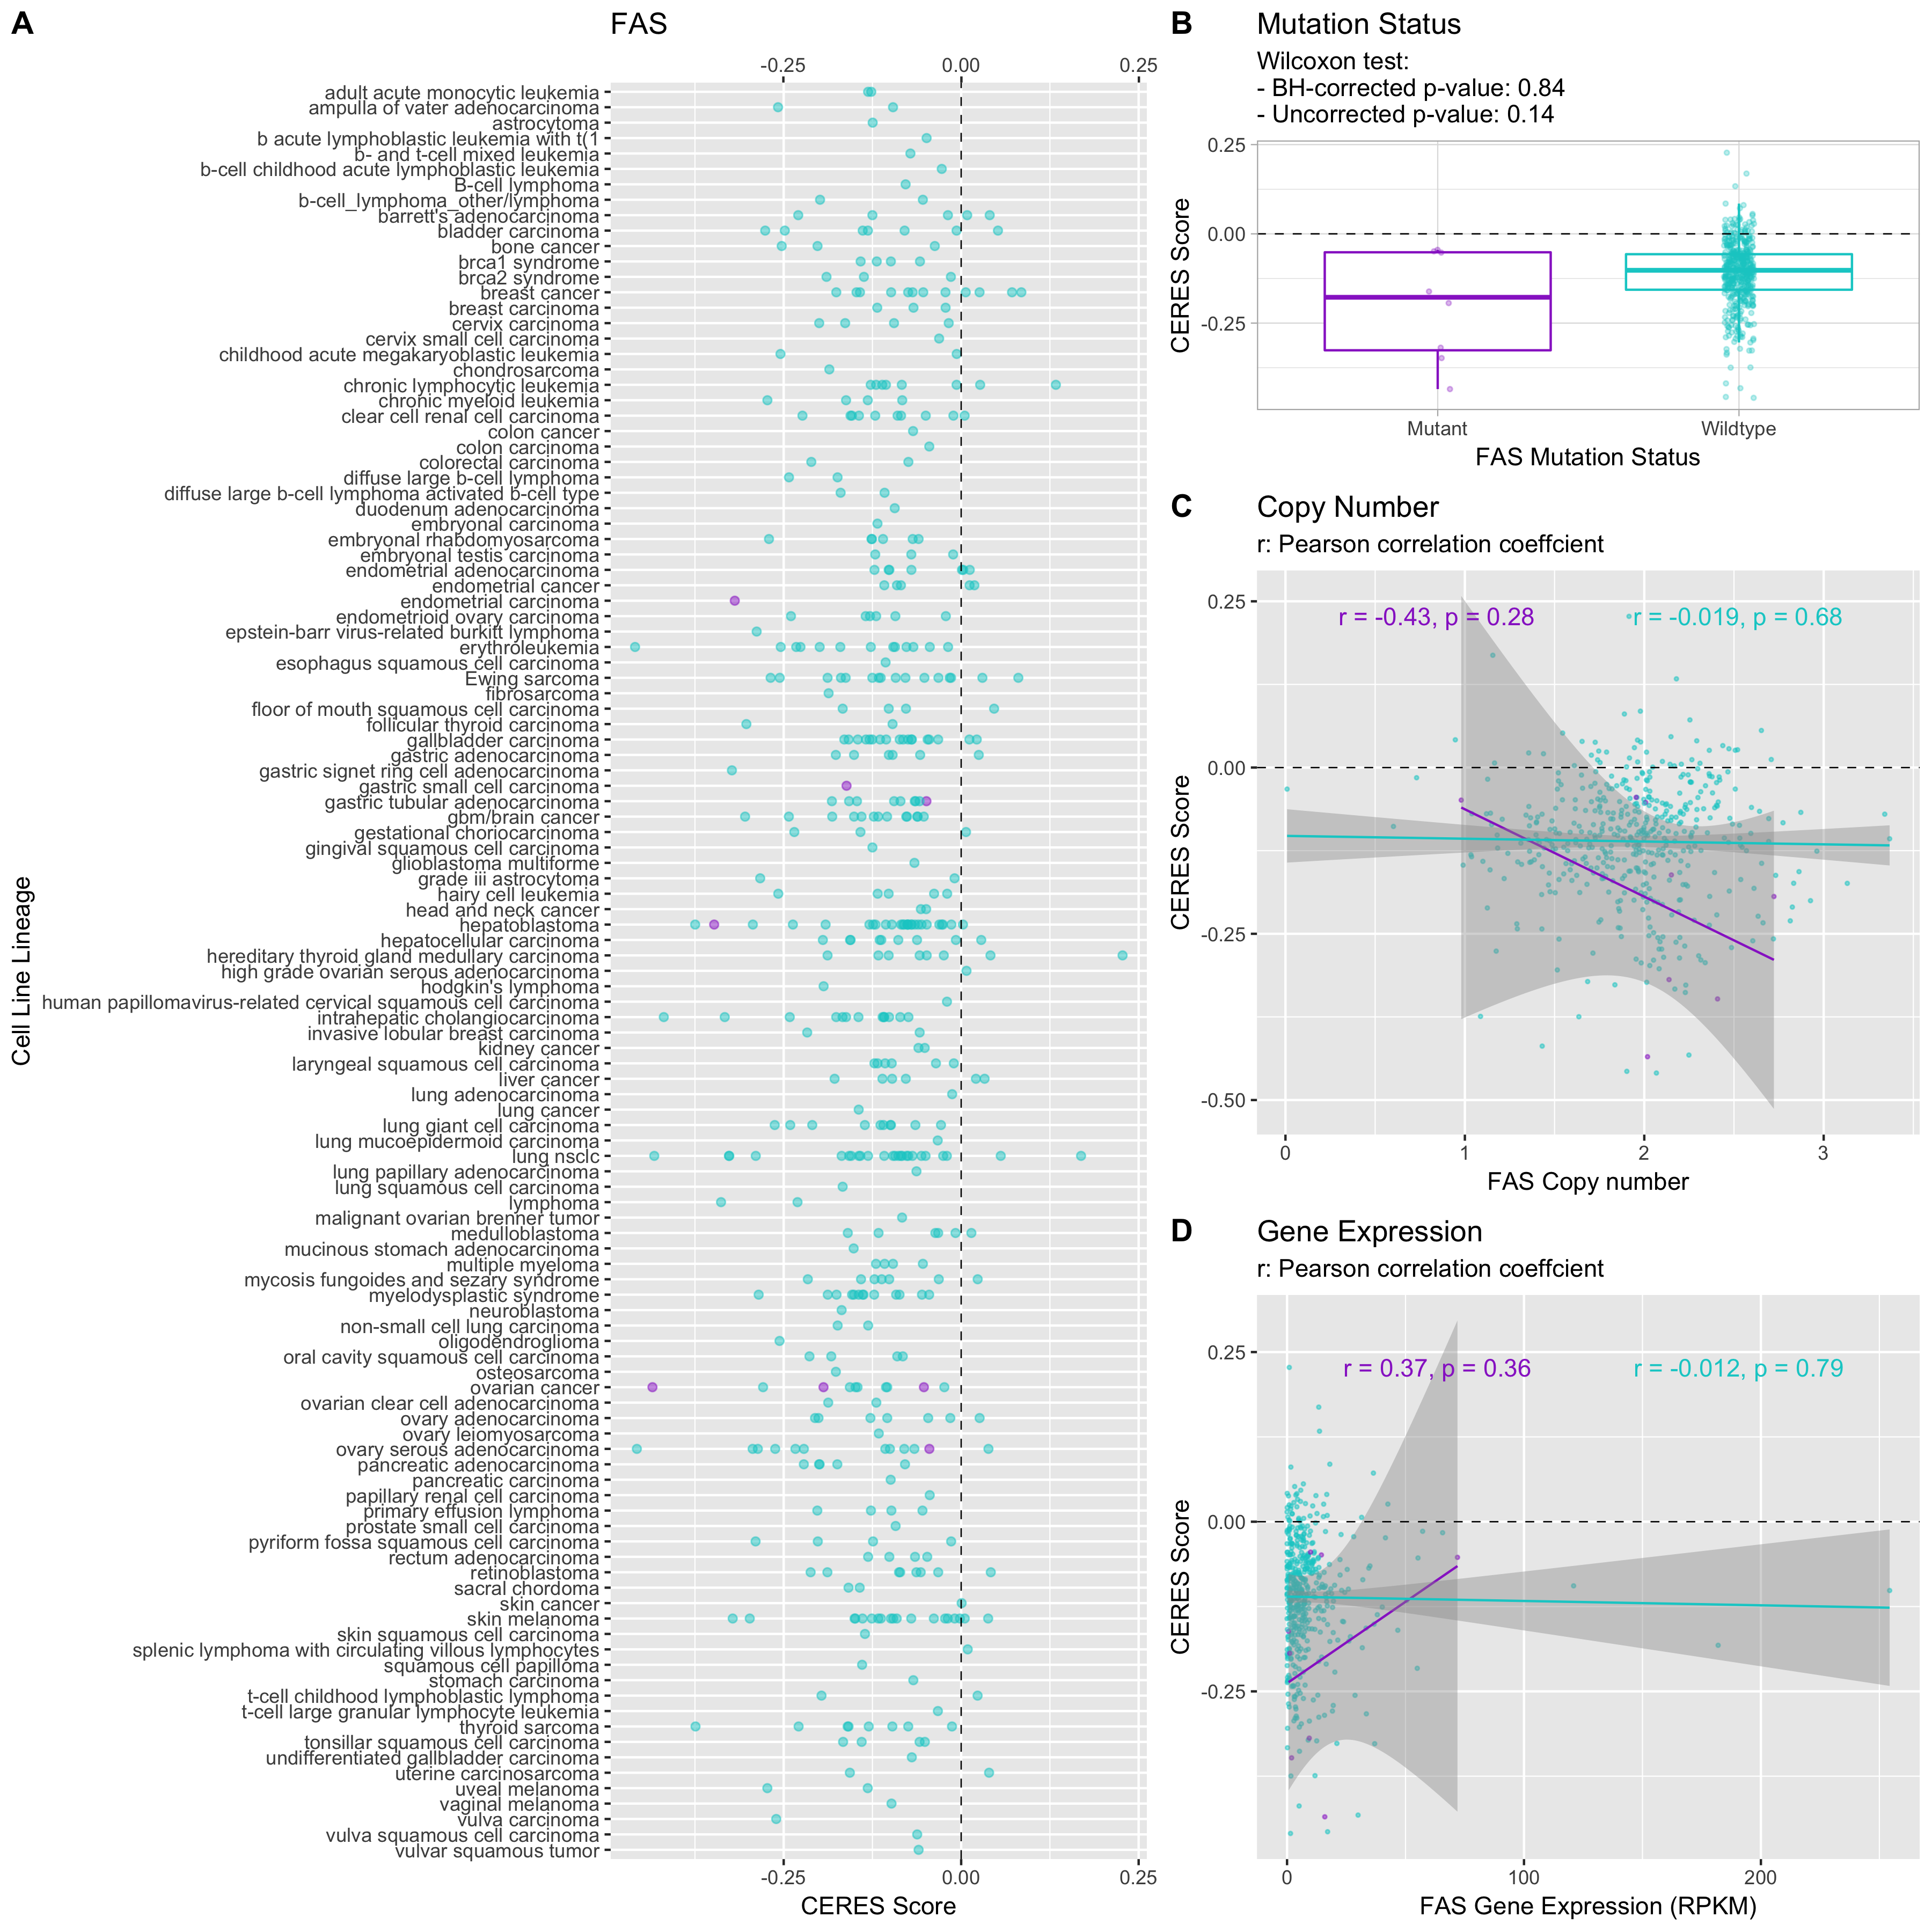 A
FAS
-0.25 0.00 0.25
adult acute monocytic leukemia
ampulla of vater adenocarcinoma
astrocytoma
b acute lymphoblastic leukemia with t(1
b- and t-cell mixed leukemia
b-cell childhood acute lymphoblastic leukemia
B-cell lymphoma
b-cell_lymphoma_other/lymphoma
barrett's adenocarcinoma
bladder carcinoma
bone cancer
brca1 syndrome
brca2 syndrome
breast cancer
breast carcinoma
cervix carcinoma
cervix small cell carcinoma
childhood acute megakaryoblastic leukemia
chondrosarcoma
chronic lymphocytic leukemia
chronic myeloid leukemia
clear cell renal cell carcinoma
colon cancer
colon carcinoma
colorectal carcinoma
diffuse large b-cell lymphoma
diffuse large b-cell lymphoma activated b-cell type
duodenum adenocarcinoma
embryonal carcinoma
embryonal rhabdomyosarcoma
embryonal testis carcinoma
endometrial adenocarcinoma
endometrial cancer
endometrial carcinoma
endometrioid ovary carcinoma
epstein-barr virus-related burkitt lymphoma
erythroleukemia
esophagus squamous cell carcinoma
Ewing sarcoma
fibrosarcoma
floor of mouth squamous cell carcinoma
follicular thyroid carcinoma
gallbladder carcinoma
gastric adenocarcinoma
gastric signet ring cell adenocarcinoma
gastric small cell carcinoma
gastric tubular adenocarcinoma
gbm/brain cancer
gestational choriocarcinoma
gingival squamous cell carcinoma
glioblastoma multiforme
grade iii astrocytoma
hairy cell leukemia
head and neck cancer
hepatoblastoma
hepatocellular carcinoma
hereditary thyroid gland medullary carcinoma
high grade ovarian serous adenocarcinoma
hodgkin's lymphoma
human papillomavirus-related cervical squamous cell carcinoma
intrahepatic cholangiocarcinoma
invasive lobular breast carcinoma
kidney cancer
laryngeal squamous cell carcinoma
liver cancer
lung adenocarcinoma
lung cancer
lung giant cell carcinoma
lung mucoepidermoid carcinoma
lung nsclc
lung papillary adenocarcinoma
lung squamous cell carcinoma
lymphoma
malignant ovarian brenner tumor
medulloblastoma
mucinous stomach adenocarcinoma
multiple myeloma
mycosis fungoides and sezary syndrome
myelodysplastic syndrome
neuroblastoma
non-small cell lung carcinoma
oligodendroglioma
oral cavity squamous cell carcinoma
osteosarcoma
ovarian cancer
ovarian clear cell adenocarcinoma
ovary adenocarcinoma
ovary leiomyosarcoma
ovary serous adenocarcinoma
pancreatic adenocarcinoma
pancreatic carcinoma
papillary renal cell carcinoma
primary effusion lymphoma
prostate small cell carcinoma
pyriform fossa squamous cell carcinoma
rectum adenocarcinoma
retinoblastoma
sacral chordoma
skin cancer
skin melanoma
skin squamous cell carcinoma
splenic lymphoma with circulating villous lymphocytes
squamous cell papilloma
stomach carcinoma
t-cell childhood lymphoblastic lymphoma
t-cell large granular lymphocyte leukemia
thyroid sarcoma
tonsillar squamous cell carcinoma
undifferentiated gallbladder carcinoma
uterine carcinosarcoma
uveal melanoma
vaginal melanoma
vulva carcinoma
vulva squamous cell carcinoma
vulvar squamous tumor
-0.25 0.00 0.25
CERES Score
Cell Line Lineage
B
Mutation Status
Wilcoxon test:
- BH-corrected p-value: 0.84
- Uncorrected p-value: 0.14
0.25
0.00
-0.25
CERES Score
Mutant Wildtype
FAS Mutation Status
C
Copy Number
r: Pearson correlation coeffcient
r = -0.43, p = 0.28 r = -0.019, p = 0.68
0.25
0.00
-0.25
-0.50
CERES Score
0 1 2 3
FAS Copy number
D
Gene Expression
r: Pearson correlation coeffcient
r = 0.37, p = 0.36 r = -0.012, p = 0.79
0.25
0.00
-0.25
CERES Score
0 100 200
FAS Gene Expression (RPKM)